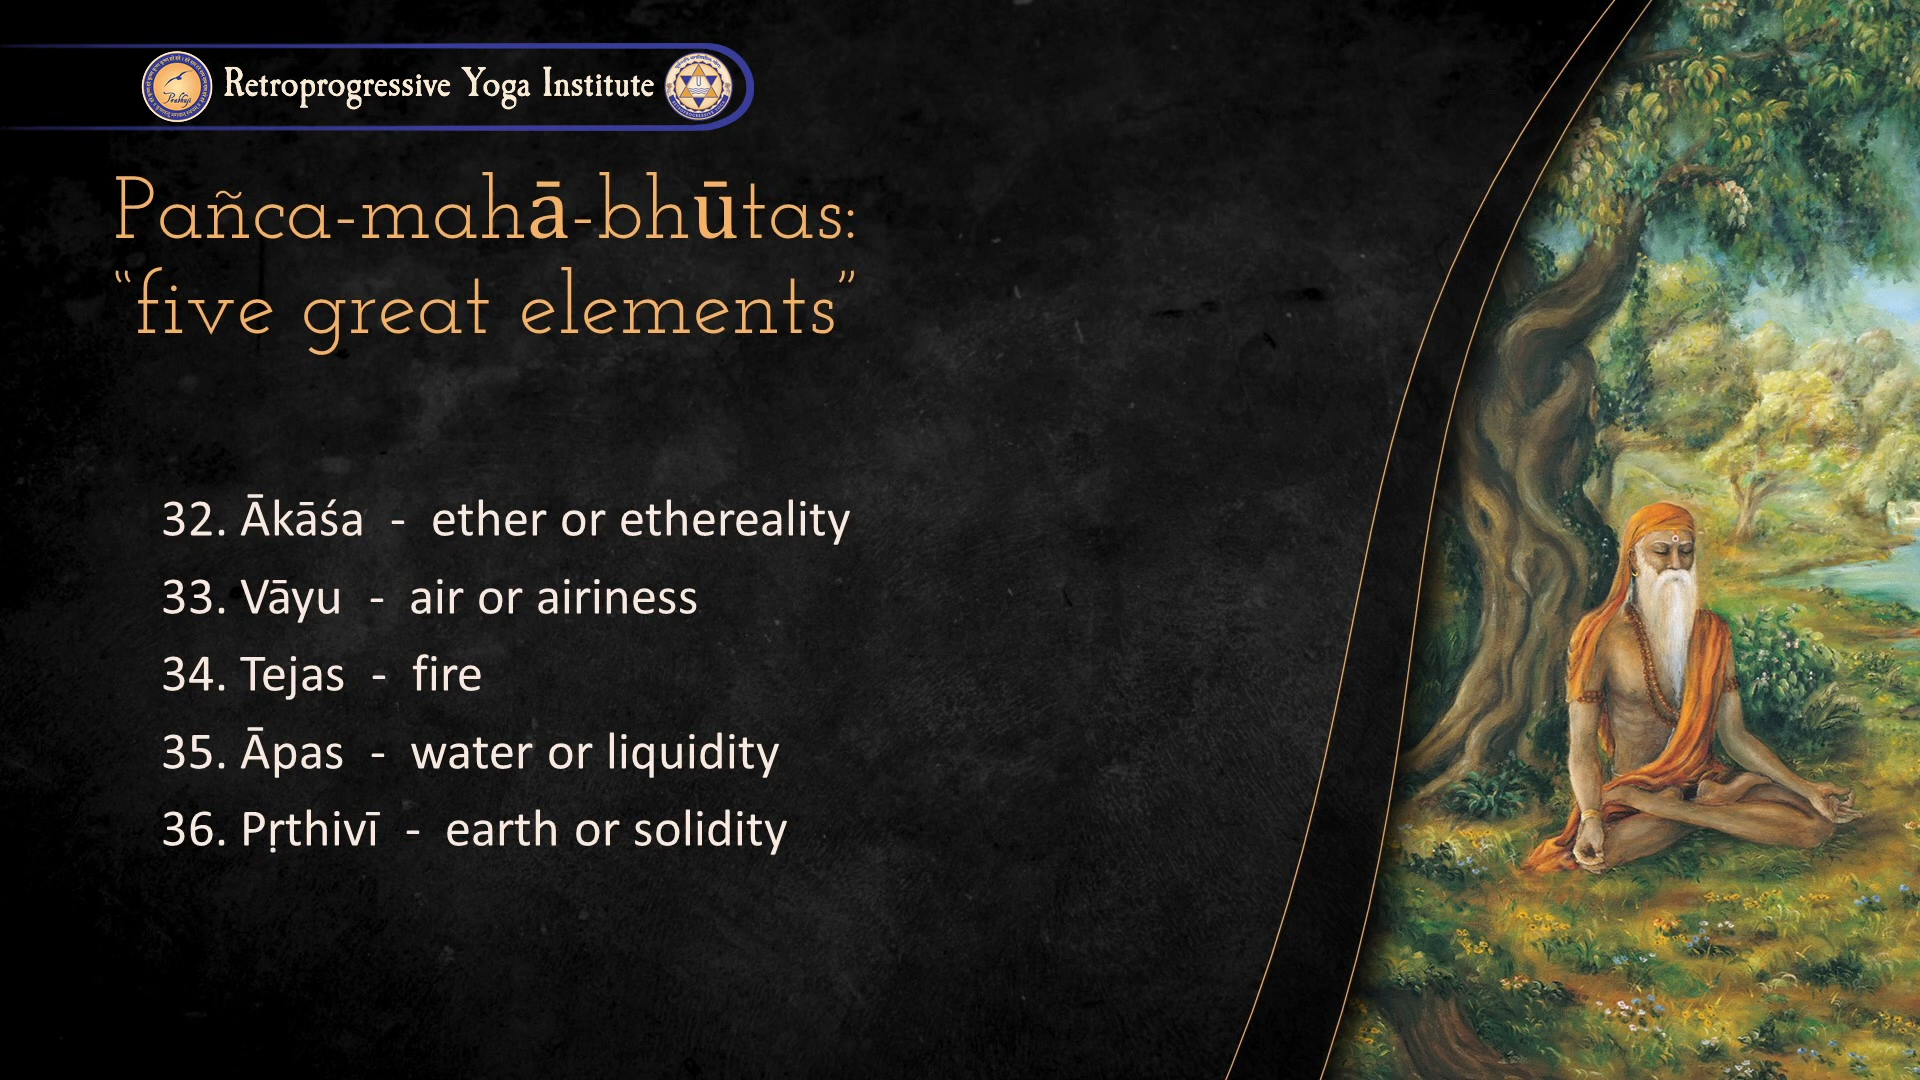 Prabhuji
Retroprogressive Yoga Institute
Pañca-mahā-bhūtas:
“five great elements”
32. Ākāśa - ether or ethereality
33. Vāyu - air or airiness
34. Tejas - fire
35. Āpas - water or liquidity
36. Pṛthivī - earth or solidity